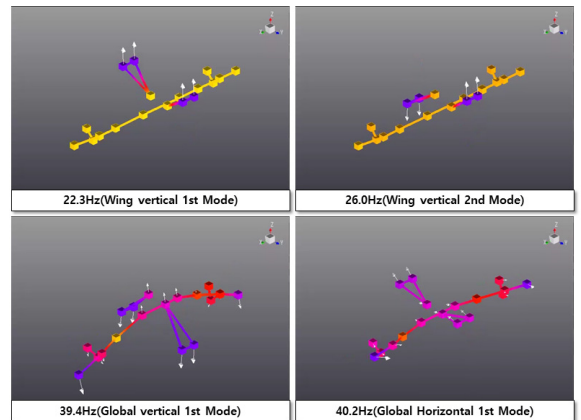 22.3Hz(Wing vertical 1st Mode)
26.0Hz(Wing vertical 2nd Mode)
39.4Hz(Global vertical 1st Mode)
40.2Hz(Global Horizontal 1st Mode)